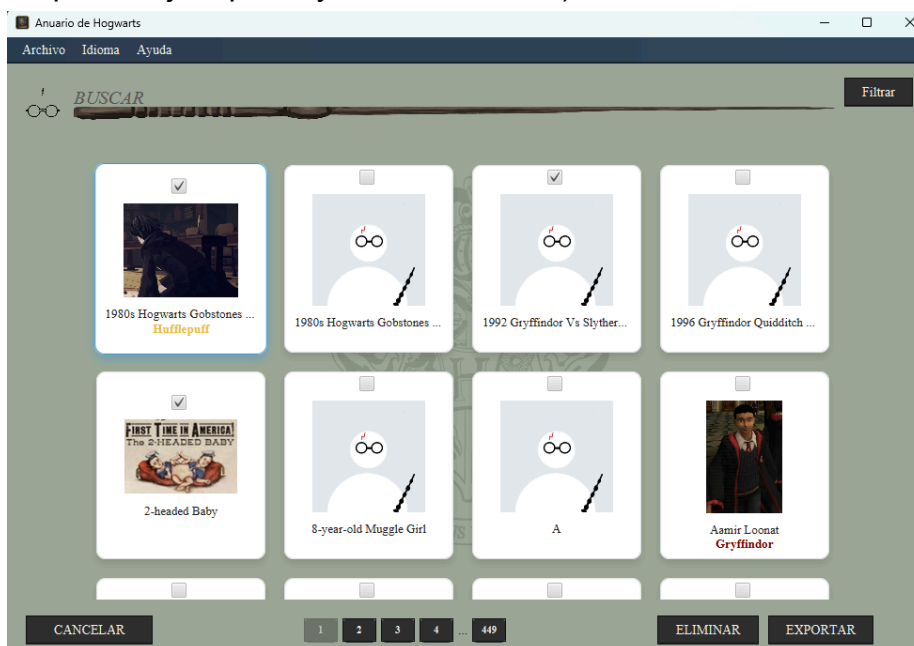 Anuario de Hogwarts
Archivo Idioma Ayuda
BUSCAR
Filtrar
1980s Hogwarts Gobstones ...
Hufflepuff
1980s Hogwarts Gobstones ...
1992 Gryffindor Vs Slyther...
1996 Gryffindor Quidditch ...
FIRST TIME IN AMERICA!
The 2-HEADED BABY
2-headed Baby
8-year-old Muggle Girl
A
Aamir Loonat
Gryffindor
CANCELAR
1 2 3 4 ... 449
ELIMINAR
EXPORTAR